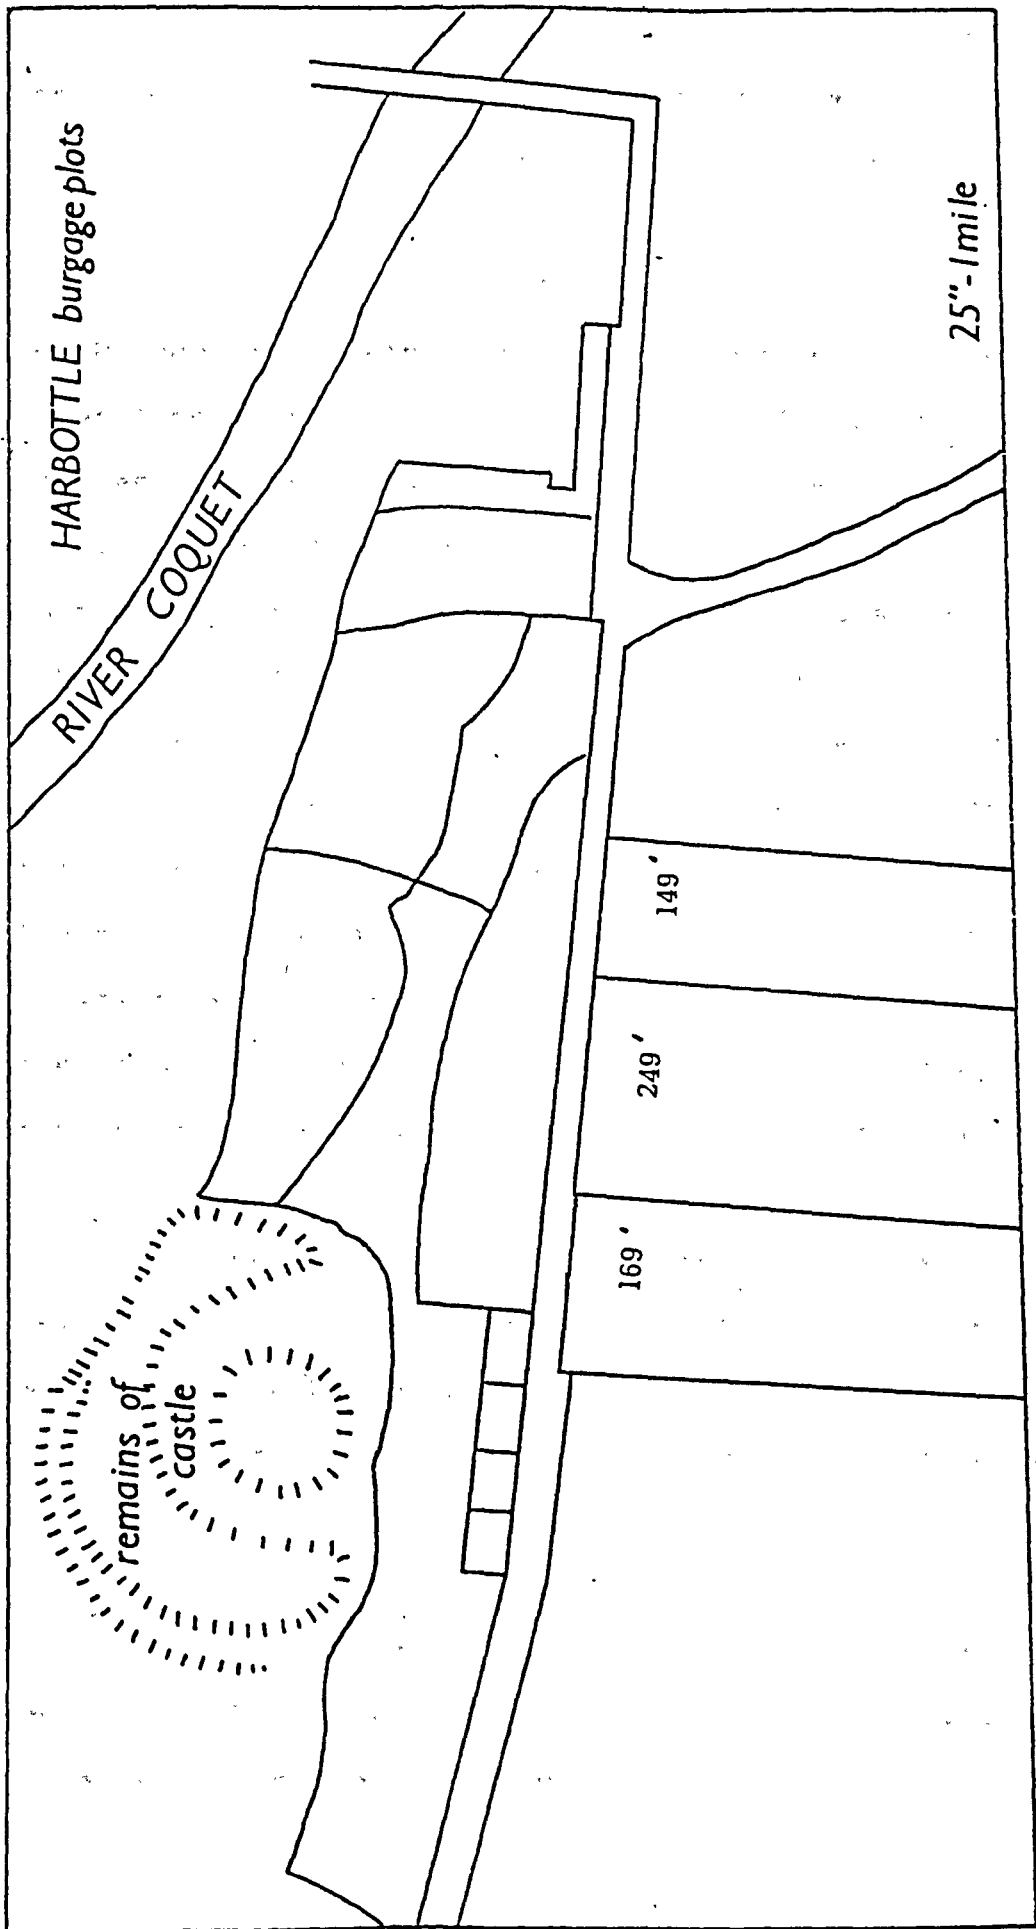 HARBOTTLE burgage plots
RIVER COQUET
remains of
castle
169'
249'
149'
25"-1mile